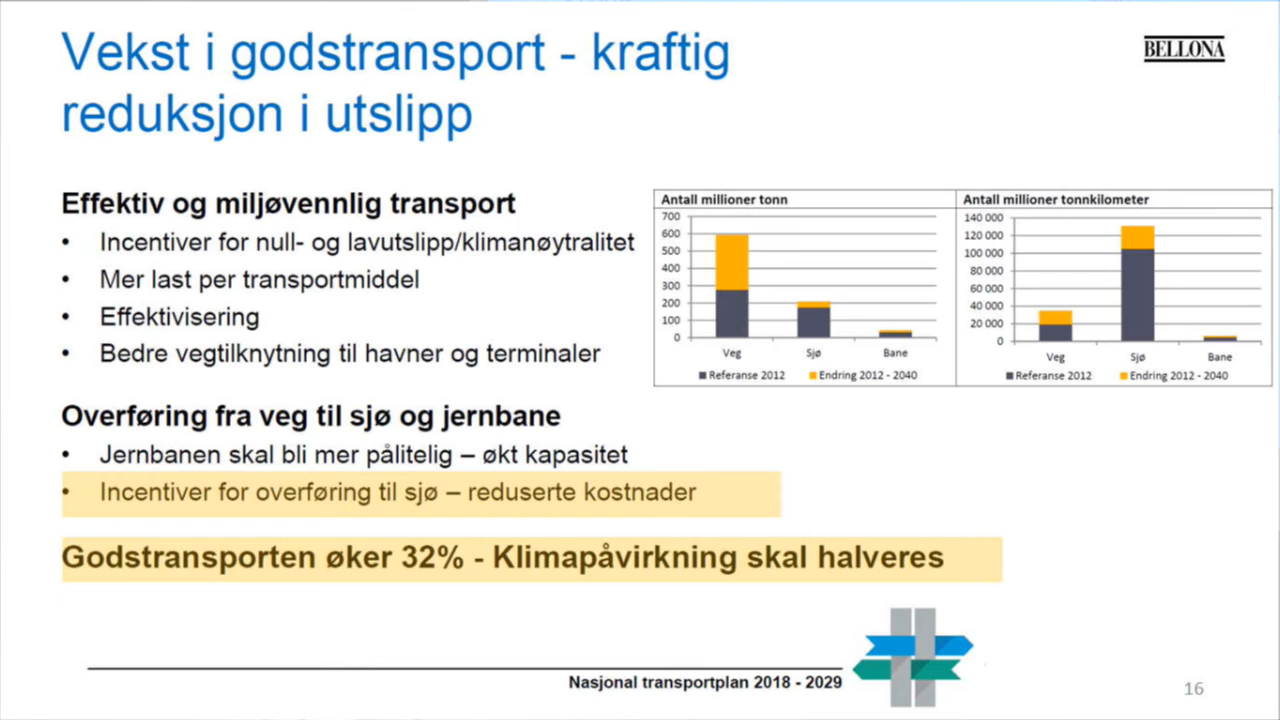 Vekst i godstransport - kraftig
reduksjon i utslipp
BELLONA
Effektiv og miljøvennlig transport
• Incentiver for null- og lavutslipp/klimanøytralitet
• Mer last per transportmiddel
• Effektivisering
• Bedre vegtilknytning til havner og terminaler
Antall millioner tonn
700
600
500
400
300
200
100
0
Veg Sjø Bane
Referanse 2012 Endring 2012 - 2040
Antall millioner tonnkilometer
140 000
120 000
100 000
80 000
60 000
40 000
20 000
0
Veg Sjø Bane
Referanse 2012 Endring 2012 - 2040
Overføring fra veg til sjø og jernbane
• Jernbanen skal bli mer pålitelig – økt kapasitet
• Incentiver for overføring til sjø – reduserte kostnader
Godstransporten øker 32% - Klimapåvirkning skal halveres
Nasjonal transportplan 2018 - 2029
16